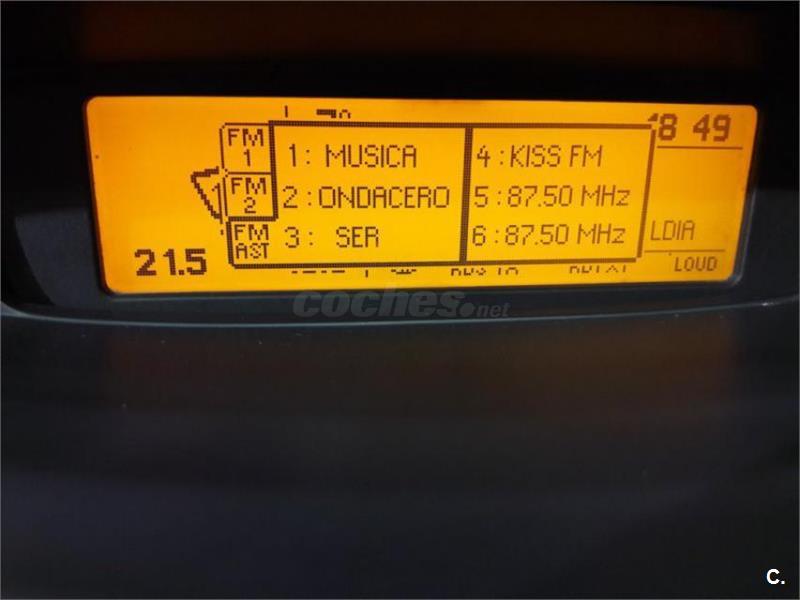 18 49
FM 1
1: MUSICA
4:KISS FM
FM 2
2:ONDACERO
5:87.50 MHz
FM AST
3: SER
6:87.50 MHz
LDIA
21.5
LOUD
coches.net
C.